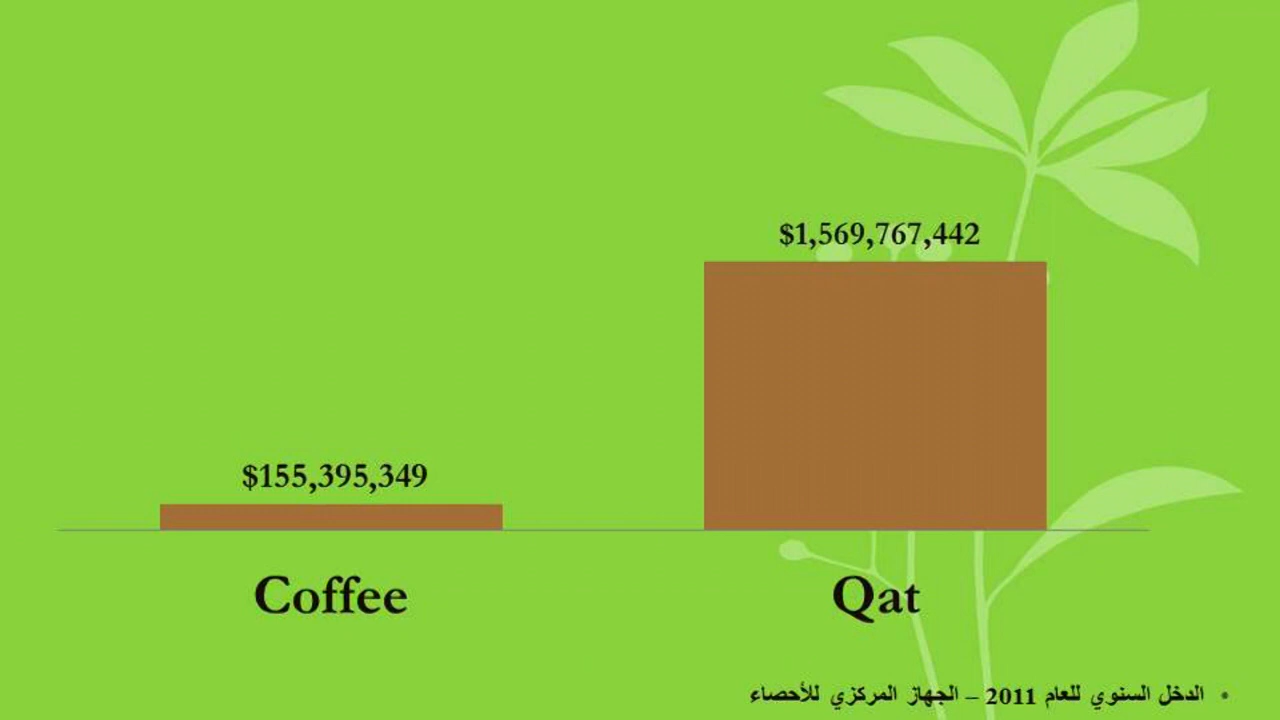 $1,569,767,442
$155,395,349
Coffee
Qat
• الدخل السنوي للعام 2011 – الجهاز المركزي للأحصاء